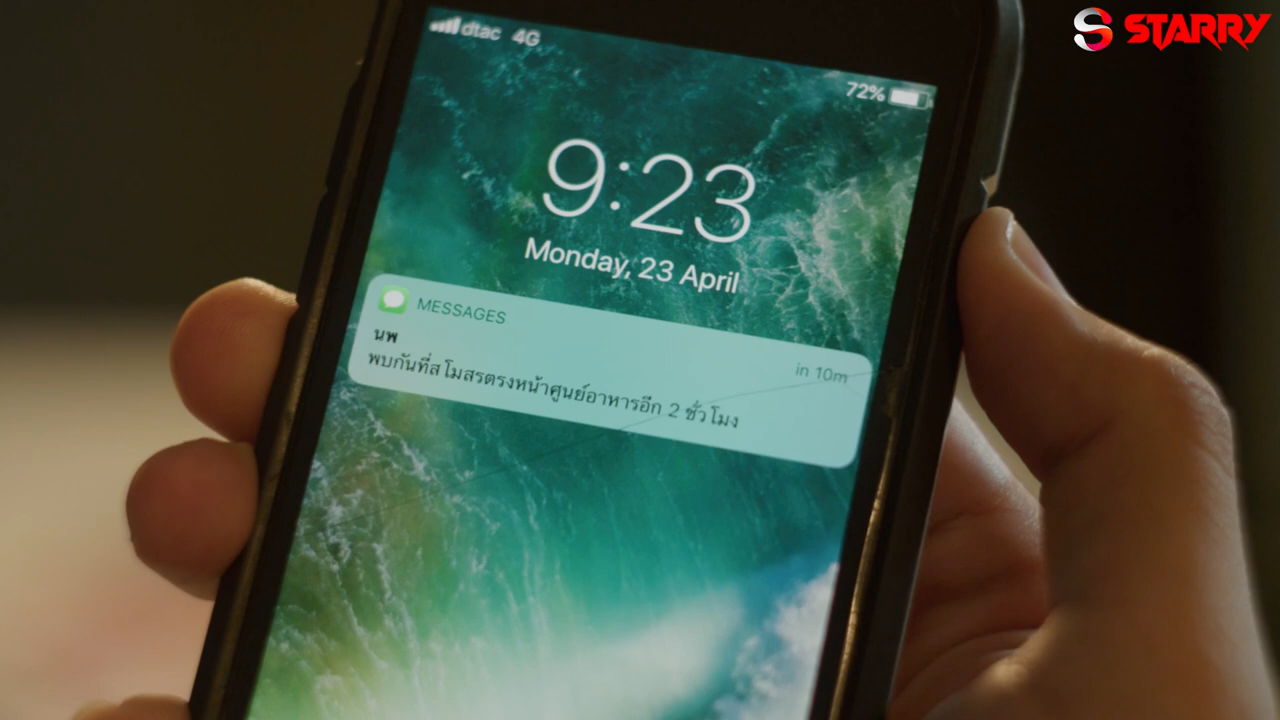 dtac 4G
72%
STARRY
9:23
Monday, 23 April
MESSAGES
in 10m
นพ
พบกันที่สโมสรตรงหน้าศูนย์อาหารอีก 2 ชั่วโมง